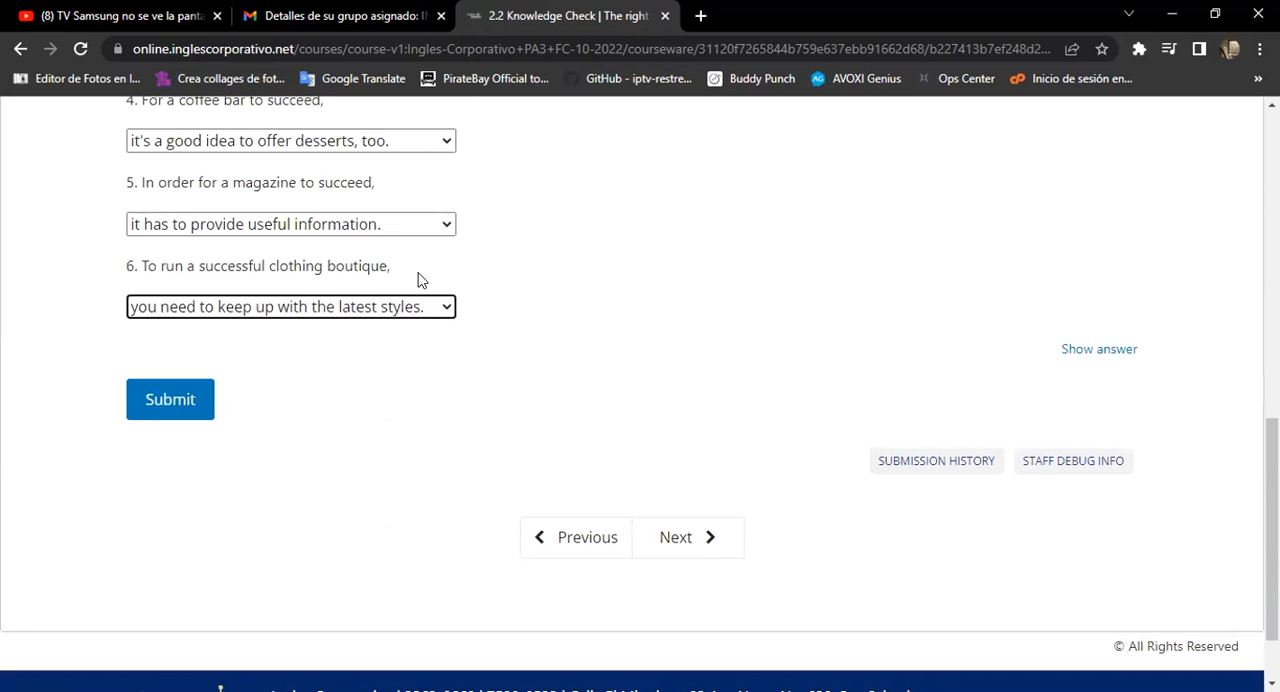 (8) TV Samsung no se ve la panta
Detalles de su grupo asignado: I
2.2 Knowledge Check | The right
online.inglescorporativo.net/courses/course-v1:Ingles-Corporativo+PA3+FC-10-2022/courseware/31120f7265844b759e637ebb91662d68/b227413b7ef248d2...
Editor de Fotos en l... Crea collages de fot... Google Translate PirateBay Official to... GitHub - iptv-restre... Buddy Punch AVOXI Genius Ops Center Inicio de sesión en... »
4. For a coffee bar to succeed,
it's a good idea to offer desserts, too.
5. In order for a magazine to succeed,
it has to provide useful information.
6. To run a successful clothing boutique,
you need to keep up with the latest styles.
Show answer
Submit
SUBMISSION HISTORY STAFF DEBUG INFO
Previous Next
© All Rights Reserved